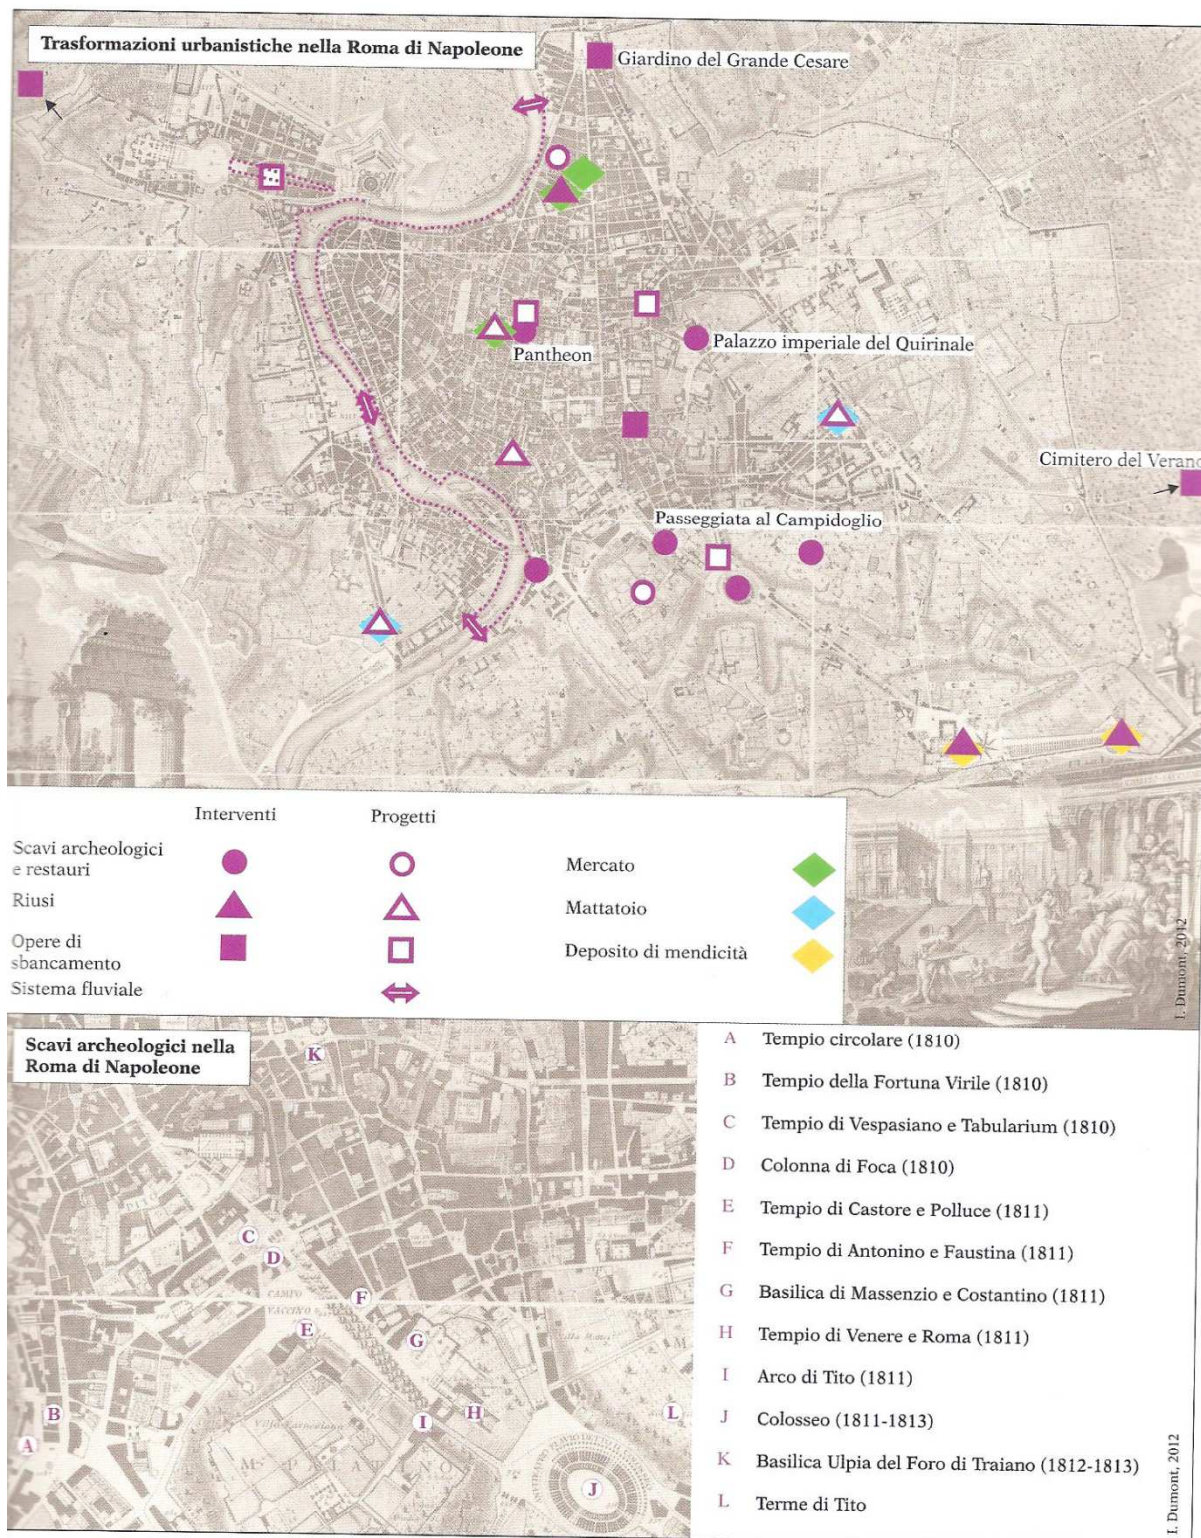 Trasformazioni urbanistiche nella Roma di Napoleone
Giardino del Grande Cesare
Pantheon
Palazzo imperiale del Quirinale
Cimitero del Verano
Passeggiata al Campidoglio
Interventi
Progetti
Scavi archeologici
e restauri
Riusi
Opere di
sbancamento
Sistema fluviale
Mercato
Mattatoio
Deposito di mendicità
I. Dumont, 2012
Scavi archeologici nella
Roma di Napoleone
K
C
D
CAMPO
VACCINO
F
E
G
B
A
I
H
L
J
A Tempio circolare (1810)
B Tempio della Fortuna Virile (1810)
C Tempio di Vespasiano e Tabularium (1810)
D Colonna di Foca (1810)
E Tempio di Castore e Polluce (1811)
F Tempio di Antonino e Faustina (1811)
G Basilica di Massenzio e Costantino (1811)
H Tempio di Venere e Roma (1811)
I Arco di Tito (1811)
J Colosseo (1811-1813)
K Basilica Ulpia del Foro di Traiano (1812-1813)
L Terme di Tito
I. Dumont, 2012